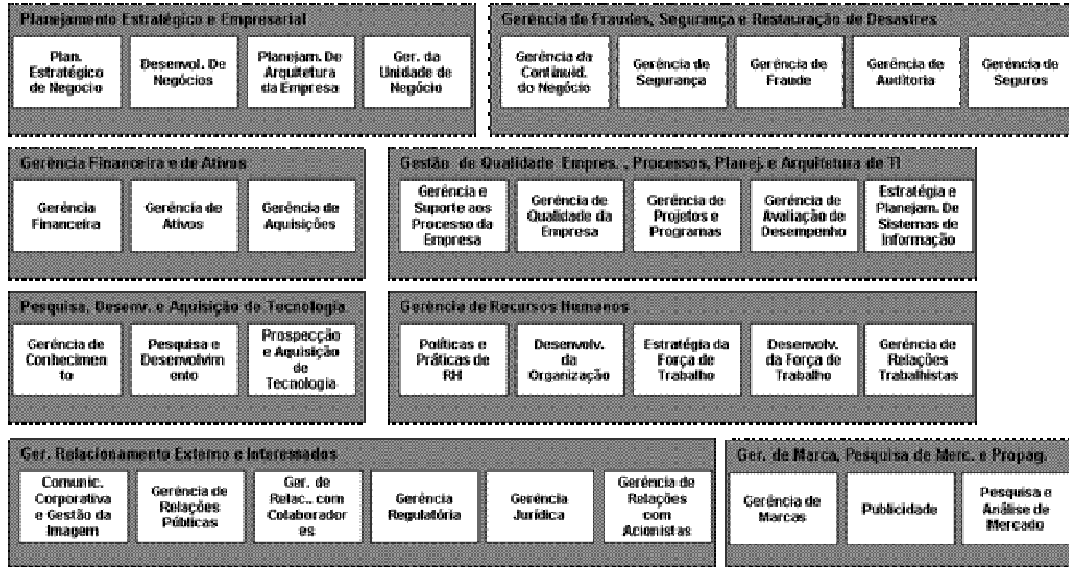 Planejamento Estratégico e Empresarial
Plan.
Estratégico
de Negocio
Desenvol. De
Negócios
Planejam. De
Arquitetura
da Empresa
Ger. da
Unidade de
Negócio
Gerência de Fraudes, Segurança e Restauração de Desastres
Gerência da
Continuid.
do Negócio
Gerência de
Segurança
Gerência de
Fraude
Gerência de
Auditoria
Gerência de
Seguros
Gerência Financeira e de Ativos
Gerência
Financeira
Gerência de
Ativos
Gerência de
Aquisições
Gestão de Qualidade Empres. , Processos, Planej. e Arquitetura de TI
Gerência e
Suporte aos
Processo da
Empresa
Gerência de
Qualidade da
Empresa
Gerência de
Projetos e
Programas
Gerência de
Avaliação de
Desempenho
Estratégia e
Planejam. De
Sistemas de
Informação
Pesquisa, Desenv. e Aquisição de Tecnologia
Gerência de
Conhecimen
to
Pesquisa e
Desenvolvim
ento
Prospecção
e Aquisição
de
Tecnologia
Gerência de Recursos Humanos
Políticas e
Práticas de
RH
Desenvolv.
da
Organização
Estratégia da
Força de
Trabalho
Desenvolv.
da Força de
Trabalho
Gerência de
Relações
Trabalhistas
Ger. Relacionamento Externo e Interessados
Comunic.
Corporativa
e Gestão da
Imagem
Gerência de
Relações
Públicas
Ger. de
Relac.. com
Colaborador
es
Gerência
Regulatória
Gerência
Jurídica
Gerência de
Relações
com
Acionistas
Ger. de Marca, Pesquisa de Merc. e Propag.
Gerência de
Marcas
Publicidade
Pesquisa e
Análise de
Mercado